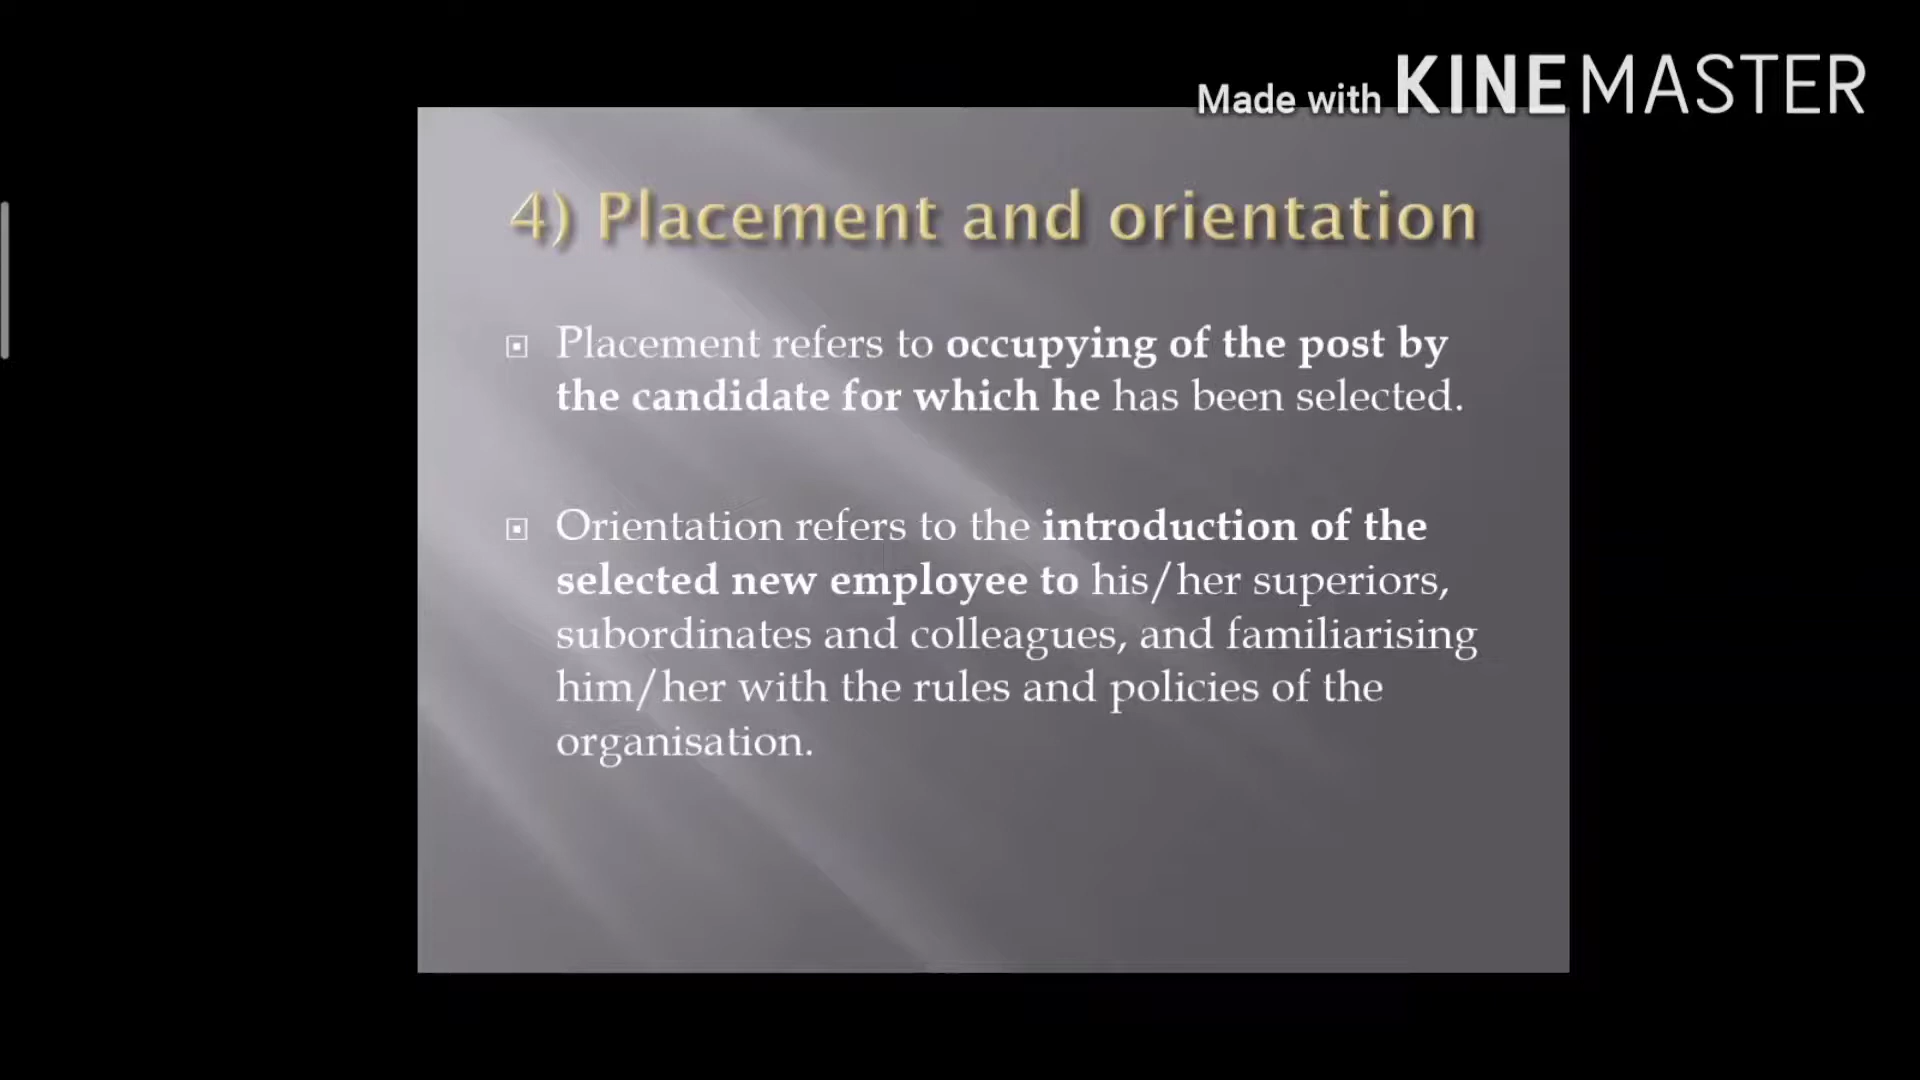 Made with KINEMASTER
4) Placement and orientation
Placement refers to occupying of the post by
the candidate for which he has been selected.
Orientation refers to the introduction of the
selected new employee to his/her superiors,
subordinates and colleagues, and familiarising
him/her with the rules and policies of the
organisation.